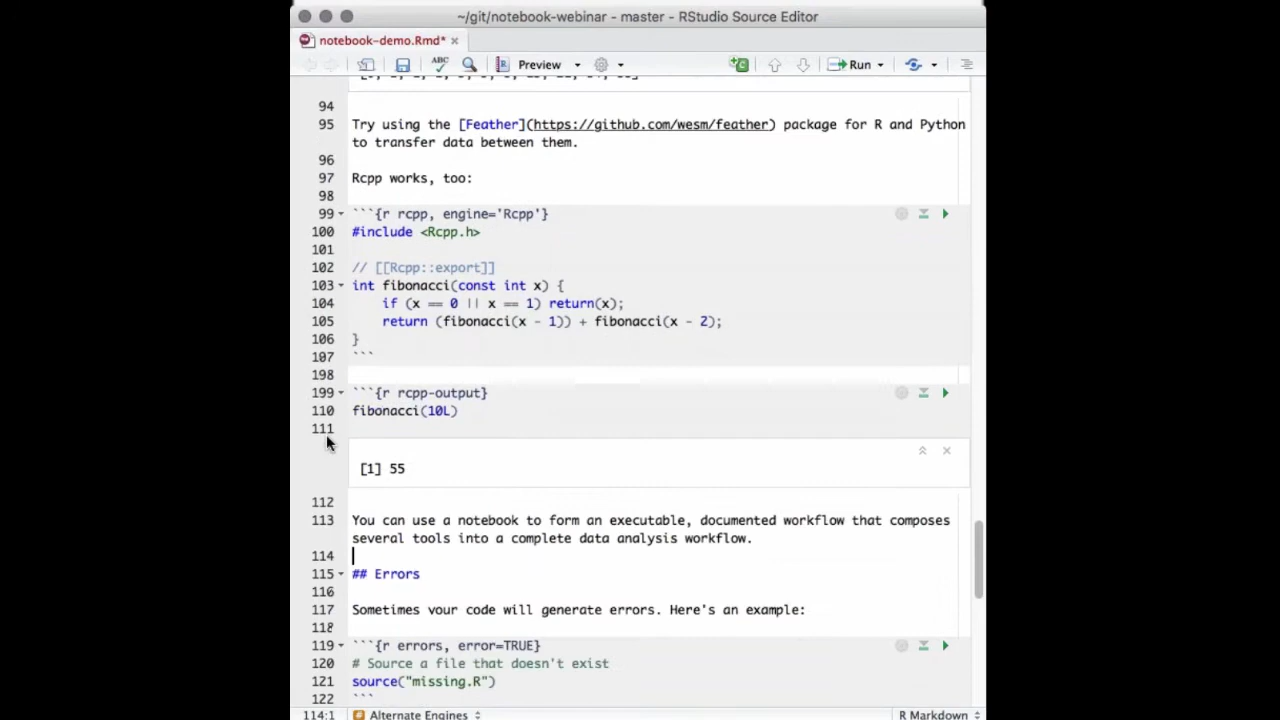 ~/git/notebook-webinar - master - RStudio Source Editor
notebook-demo.Rmd* ×
ABC Preview Run
94
95 Try using the [Feather](https://github.com/wesm/feather) package for R and Python
to transfer data between them.
96
97 Rcpp works, too:
98
99 ```{r rcpp, engine='Rcpp'}
100 #include <Rcpp.h>
101
102 // [[Rcpp::export]]
103 int fibonacci(const int x) {
104 if (x == 0 || x == 1) return(x);
105 return (fibonacci(x - 1)) + fibonacci(x - 2);
106 }
107 ```
198
199 ```{r rcpp-output}
110 fibonacci(10L)
111
[1] 55
112
113 You can use a notebook to form an executable, documented workflow that composes
several tools into a complete data analysis workflow.
114
115 ## Errors
116
117 Sometimes your code will generate errors. Here's an example:
118
119 ```{r errors, error=TRUE}
120 # Source a file that doesn't exist
121 source("missing.R")
122 ```
114:1 Alternate Engines R Markdown